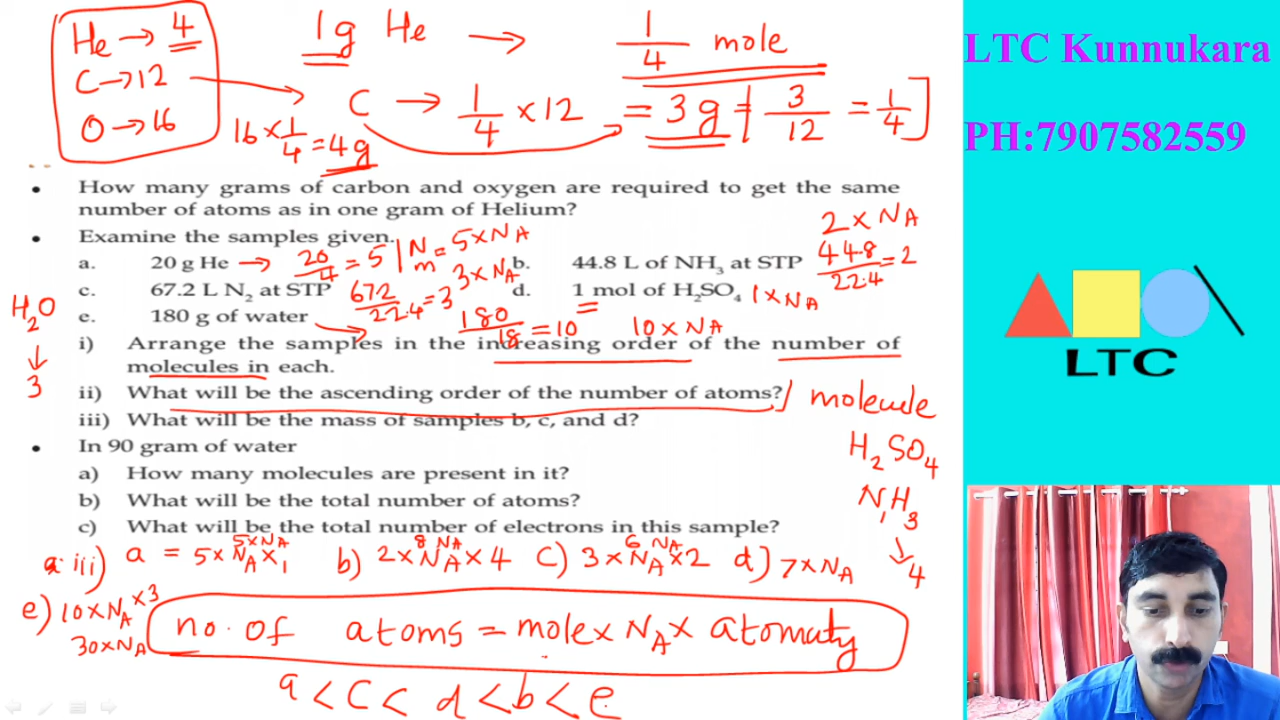 He → 4
C → 12
O → 16
1g He → 1/4 mole
C → 1/4 × 12 = 3g = 3/12 = 1/4]
16 × 1/4 = 4g
LTC Kunnukara
PH:7907582559
• How many grams of carbon and oxygen are required to get the same
number of atoms as in one gram of Helium?
• Examine the samples given.
a. 20 g He → 20/4 = 5 | N/m = 5×NA
b. 44.8 L of NH₃ at STP 44.8/22.4 = 2
2×NA
c. 67.2 L N₂ at STP 67.2/22.4 = 3
3×NA
d. 1 mol of H₂SO₄ 1×NA
e. 180 g of water → 180/18 = 10 10×NA
H₂O
↓
3
i) Arrange the samples in the increasing order of the number of
molecules in each.
ii) What will be the ascending order of the number of atoms?
iii) What will be the mass of samples b, c, and d?
molecule
H₂SO₄
N₁H₃
→ 4
• In 90 gram of water
a) How many molecules are present in it?
b) What will be the total number of atoms?
c) What will be the total number of electrons in this sample?
iii) a = 5×NA×1 b) 2×NA×4 c) 3×NA×2 d) 7×NA
5×NA 8 NA 6 NA
e) 10×NA×3
30×NA
no. of atoms = mole×NA× atomaty
a < c < d < b < e
LTC